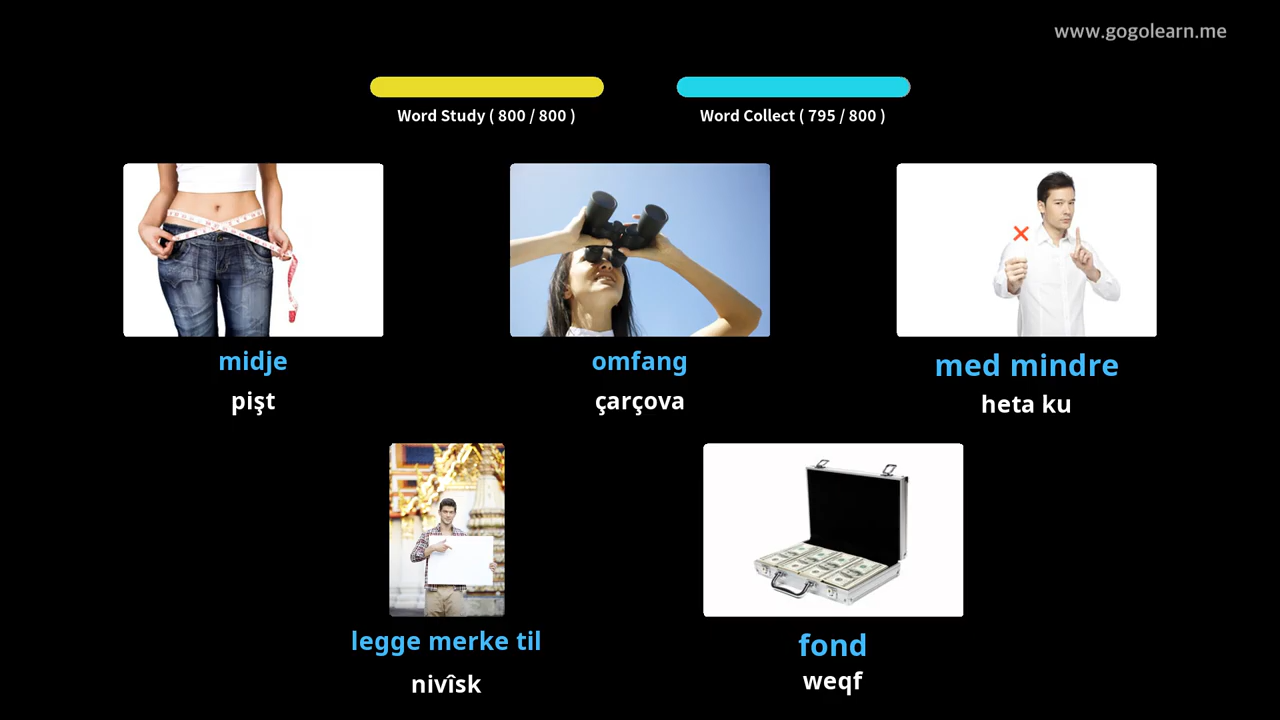 www.gogolearn.me
Word Study ( 800 / 800 )
Word Collect ( 795 / 800 )
midje
pişt
omfang
çarçova
med mindre
heta ku
legge merke til
nivîsk
fond
weqf